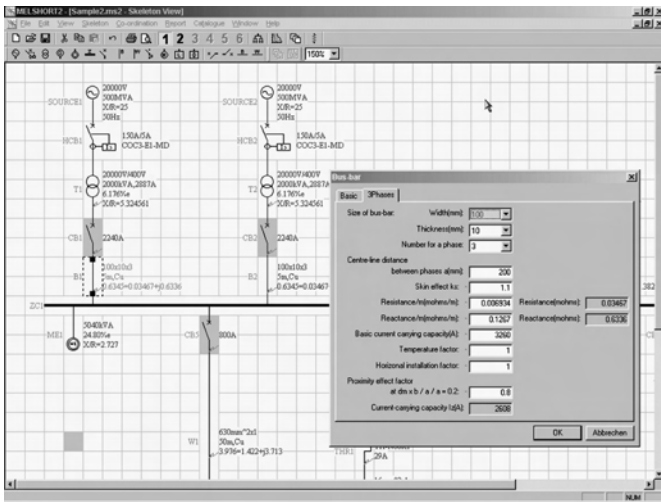 MELSHORT2 - [Sample2.ms2 - Skeleton View]
File Edit View Skeleton Co-ordination Report Catalogue Window Help
1 2 3 4 5 6
150%
SOURCE1
20000V
500MVA
X/R=25
50Hz
SOURCE2
20000V
500MVA
X/R=25
50Hz
HCB1
150A/5A
COC3-E1-MD
HCB2
150A/5A
COC3-E1-MD
T1
20000V/400V
2000kVA,2887A
6.176%e
X/R=5.324561
T2
20000V/400V
2000kVA,2887A
6.176%e
X/R=5.324561
CB1
2240A
CB2
2240A
B1
100x10x3
5m,Cu
0.6345=0.03467+j0.6336
B2
100x10x3
5m,Cu
0.6345=0.03467
ZC1
ME1
5040kVA
24.80%e
X/R=2.727
800A
W1
630mm^2x1
50m,Cu
3.976=1.422+j3.713
THR1
29A
Bus-bar
Basic 3Phases
Size of bus-bar: Width(mm): 100
Thickness(mm): 10
Number for a phase: 3
Centre-line distance
between phases a(mm): 200
Skin effect ks: 1.1
Resistance/m(mohms/m): 0.006934 Resistance(mohms): 0.03467
Reactance/m(mohms/m): 0.1267 Reactance(mohms): 0.6336
Basic current carrying capacity(A): 3260
Temperature factor: 1
Horizonal installation factor: 1
Proximity effect factor
at dm x b / a / a = 0.2: 0.8
Current-carrying capacity Iz(A): 2608
OK Abbrechen
NUM